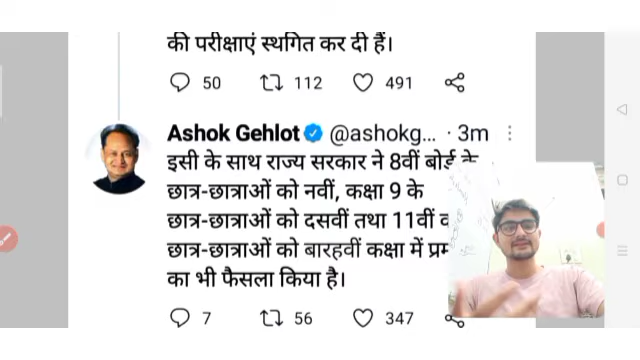 की परीक्षाएं स्थगित कर दी हैं।
50 112 491
Ashok Gehlot @ashokg... · 3m
इसी के साथ राज्य सरकार ने 8वीं बोर्ड के
छात्र-छात्राओं को नवीं, कक्षा 9 के
छात्र-छात्राओं को दसवीं तथा 11वीं
छात्र-छात्राओं को बारहवीं कक्षा में
का भी फैसला किया है।
7 56 347